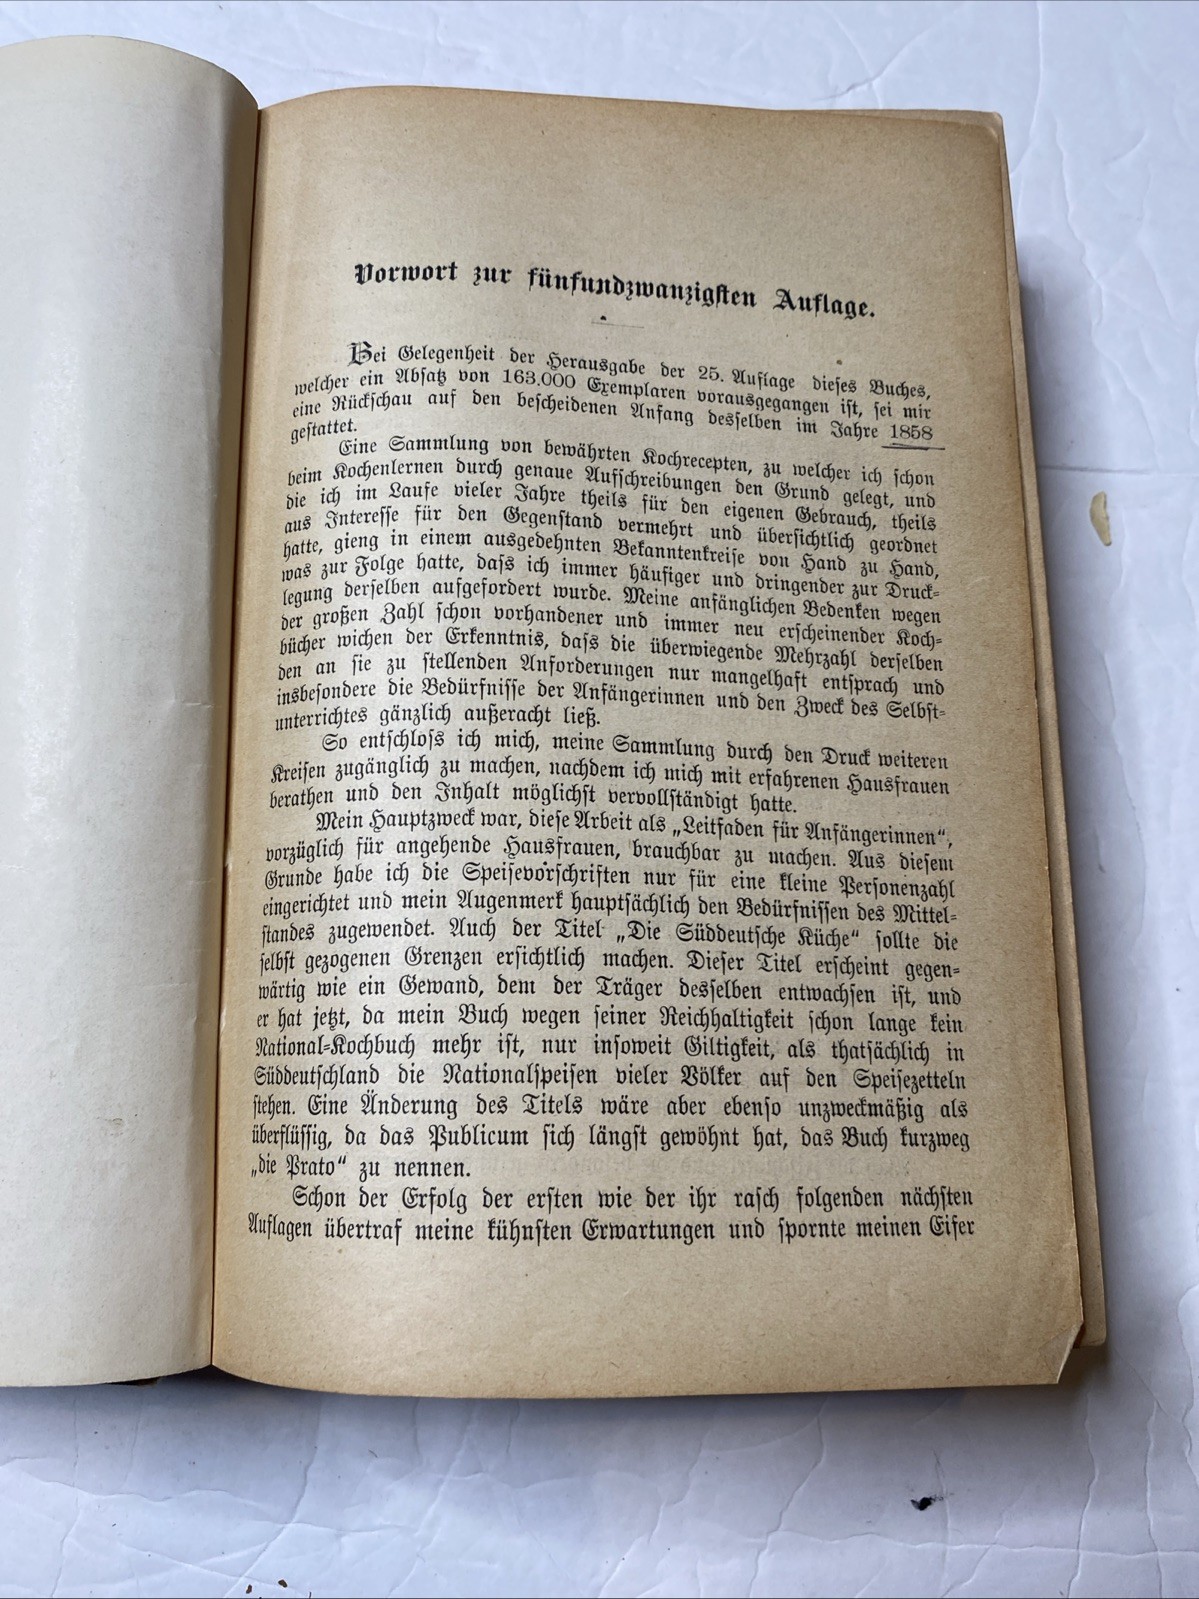 Vorwort zur fünfundzwanzigsten Auflage.
Bei Gelegenheit der Herausgabe der 25. Auflage dieses Buches,
welcher ein Absatz von 163.000 Exemplaren vorausgegangen ist, sei mir
eine Rückschau auf den bescheidenen Anfang desselben im Jahre 1858
gestattet.
Eine Sammlung von bewährten Kochrecepten, zu welcher ich schon
beim Kochenlernen durch genaue Aufschreibungen den Grund gelegt, und
die ich im Laufe vieler Jahre theils für den eigenen Gebrauch, theils
aus Interesse für den Gegenstand vermehrt und übersichtlich geordnet
hatte, gieng in einem ausgedehnten Bekanntenkreise von Hand zu Hand,
was zur Folge hatte, dass ich immer häufiger und dringender zur Druck-
legung derselben aufgefordert wurde. Meine anfänglichen Bedenken wegen
der großen Zahl schon vorhandener und immer neu erscheinender Koch-
bücher wichen der Erkenntnis, dass die überwiegende Mehrzahl derselben
den an sie zu stellenden Anforderungen nur mangelhaft entsprach und
insbesondere die Bedürfnisse der Anfängerinnen und den Zweck des Selbst-
unterrichtes gänzlich außeracht ließ.
So entschloss ich mich, meine Sammlung durch den Druck weiteren
Kreisen zugänglich zu machen, nachdem ich mich mit erfahrenen Hausfrauen
berathen und den Inhalt möglichst vervollständigt hatte.
Mein Hauptzweck war, diese Arbeit als „Leitfaden für Anfängerinnen“,
vorzüglich für angehende Hausfrauen, brauchbar zu machen. Aus diesem
Grunde habe ich die Speisevorschriften nur für eine kleine Personenzahl
eingerichtet und mein Augenmerk hauptsächlich den Bedürfnissen des Mittel-
standes zugewendet. Auch der Titel „Die Süddeutsche Küche“ sollte die
selbst gezogenen Grenzen ersichtlich machen. Dieser Titel erscheint gegen-
wärtig wie ein Gewand, dem der Träger desselben entwachsen ist, und
er hat jetzt, da mein Buch wegen seiner Reichhaltigkeit schon lange kein
National-Kochbuch mehr ist, nur insoweit Giltigkeit, als thatsächlich in
Süddeutschland die Nationalspeisen vieler Völker auf den Speisezetteln
stehen. Eine Änderung des Titels wäre aber ebenso unzweckmäßig als
überflüssig, da das Publicum sich längst gewöhnt hat, das Buch kurzweg
„die Prato“ zu nennen.
Schon der Erfolg der ersten wie der ihr rasch folgenden nächsten
Auflagen übertraf meine kühnsten Erwartungen und spornte meinen Eifer